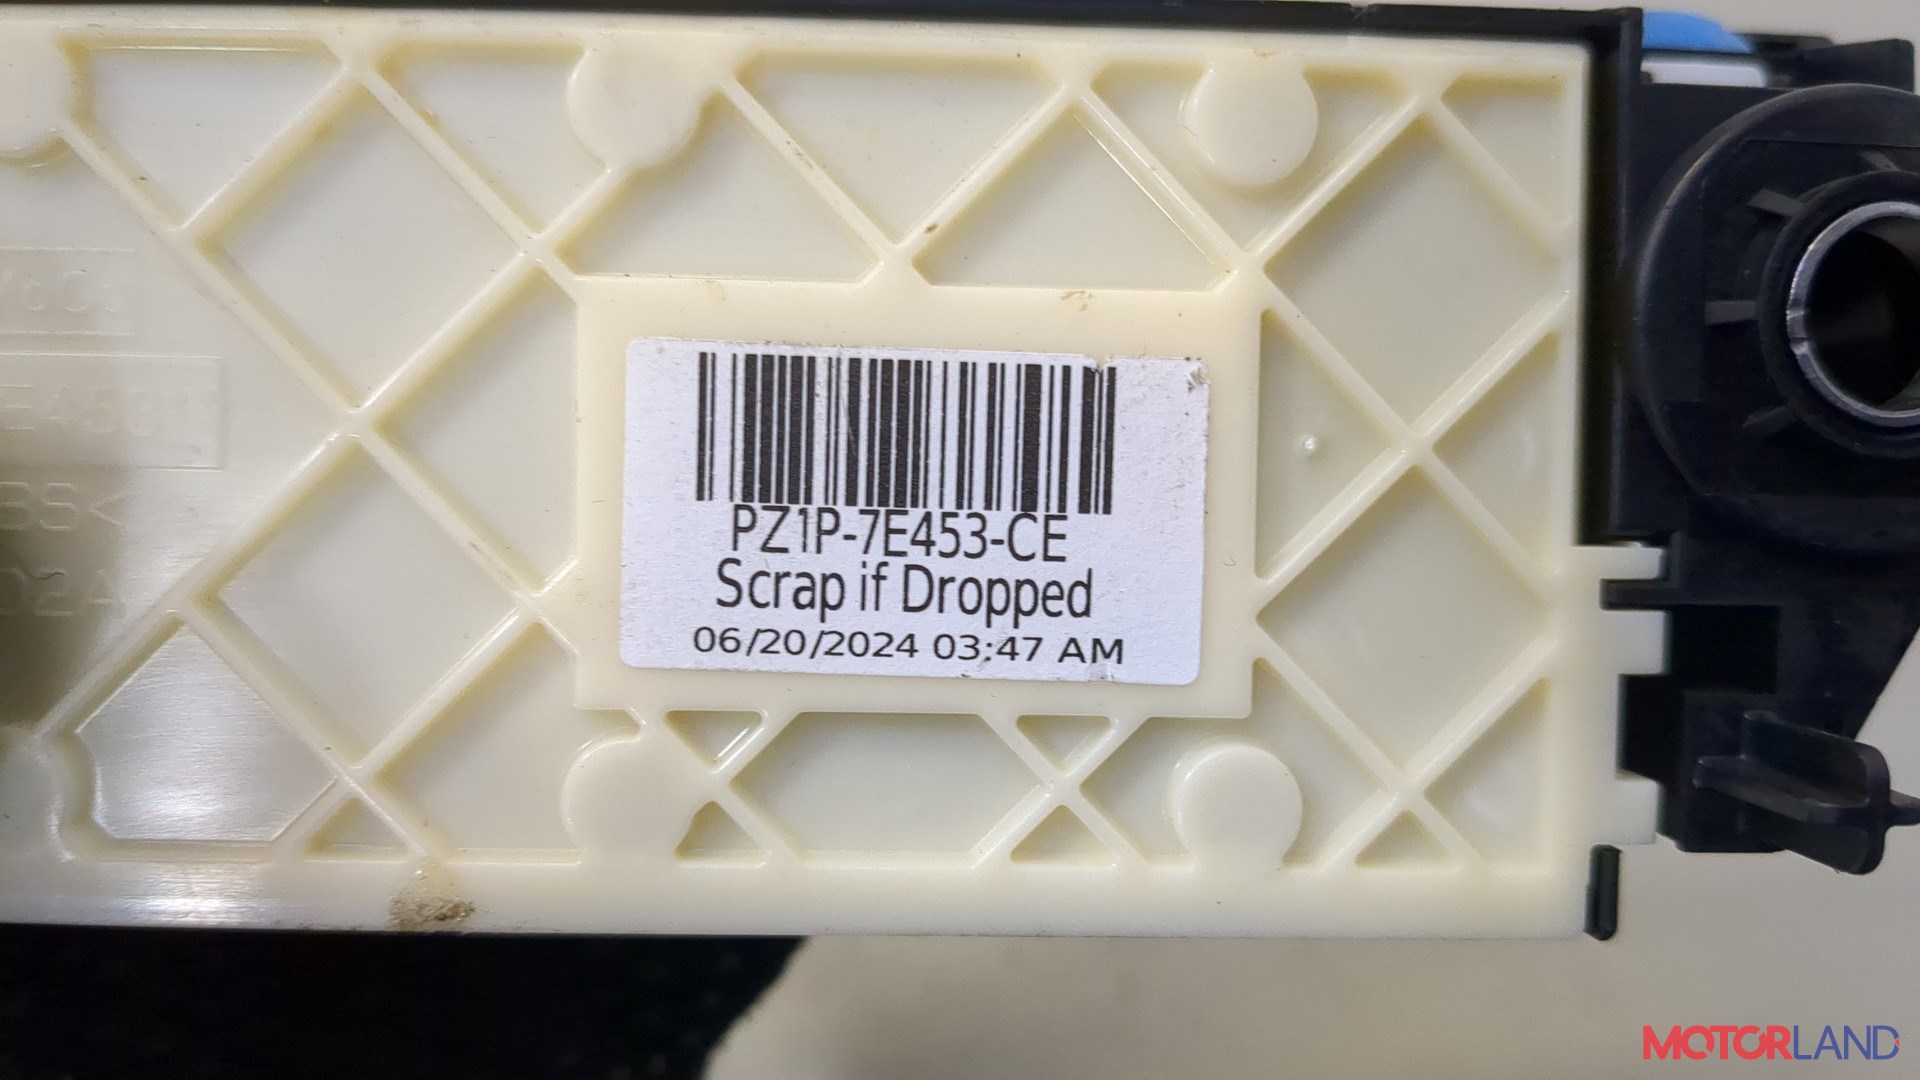 PZ1P-7E453-CE
Scrap if Dropped
06/20/2024 03:47 AM
MOTORLAND